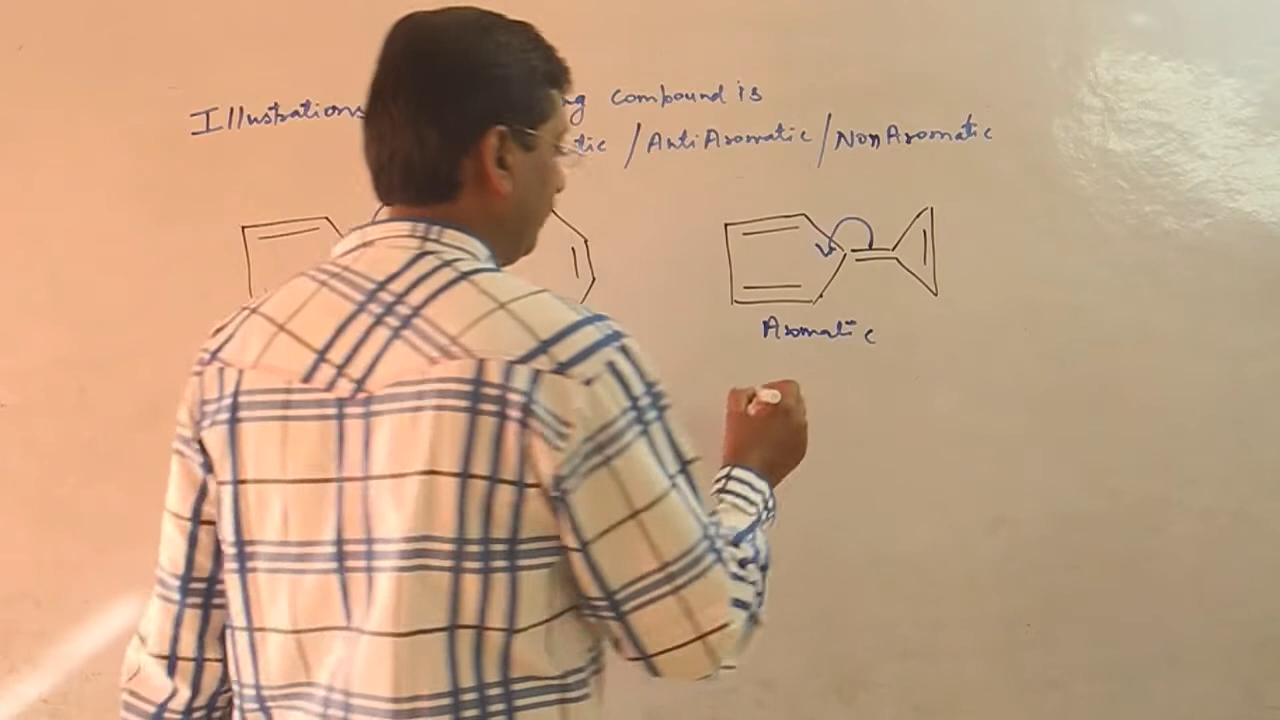 Illustrations ng compound is
tic / AntiAromatic / NonAromatic
Aromatic